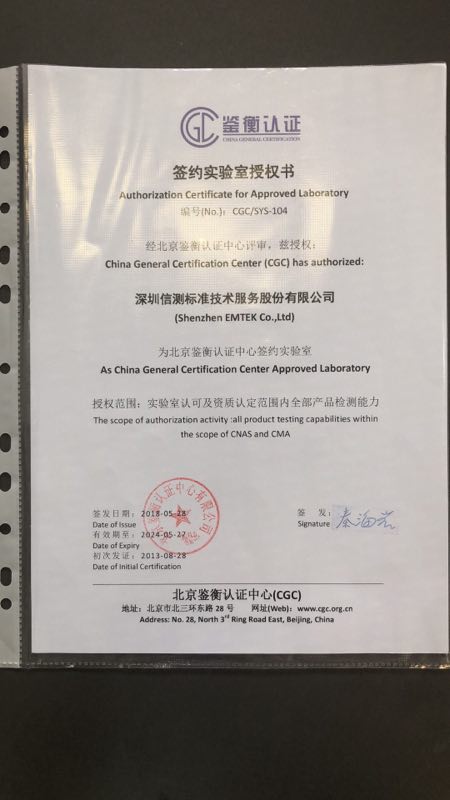 CGC 鉴衡认证
CHINA GENERAL CERTIFICATION
签约实验室授权书
Authorization Certificate for Approved Laboratory
编号(No.): CGC/SYS-104
经北京鉴衡认证中心评审，兹授权:
China General Certification Center (CGC) has authorized:
深圳信测标准技术服务股份有限公司
(Shenzhen EMTEK Co.,Ltd)
为北京鉴衡认证中心签约实验室
As China General Certification Center Approved Laboratory
授权范围: 实验室认可及资质认定范围内全部产品检测能力
The scope of authorization activity :all product testing capabilities within
the scope of CNAS and CMA
签发日期: 2018-05-28
Date of Issue
有效期至: 2024-05-27
Date of Expiry
初次发证: 2013-08-28
Date of Initial Certification
签 发:
Signature
北京鉴衡认证中心(CGC)
地址: 北京市北三环东路 28 号 网址(Web): www.cgc.org.cn
Address: No. 28, North 3rd Ring Road East, Beijing, China